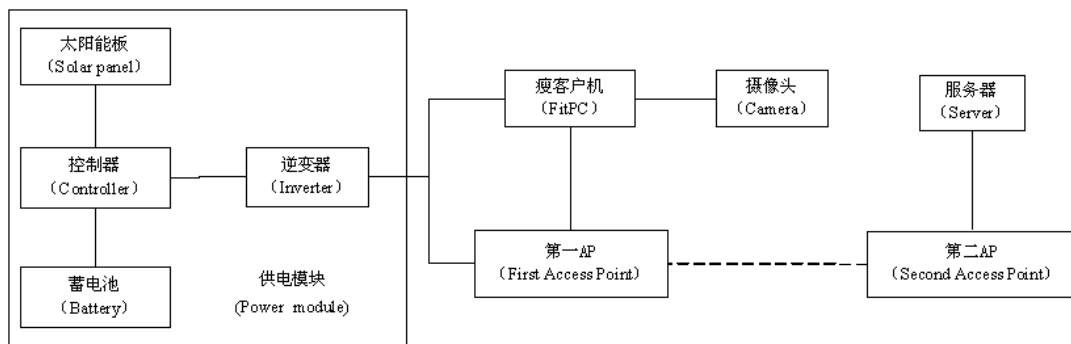 太阳能板
（Solar panel）
控制器
（Controller）
蓄电池
（Battery）
逆变器
（Inverter）
供电模块
(Power module)
瘦客户机
（FitPC）
摄像头
（Camera）
服务器
（Server）
第一AP
（First Access Point）
第二AP
（Second Access Point）